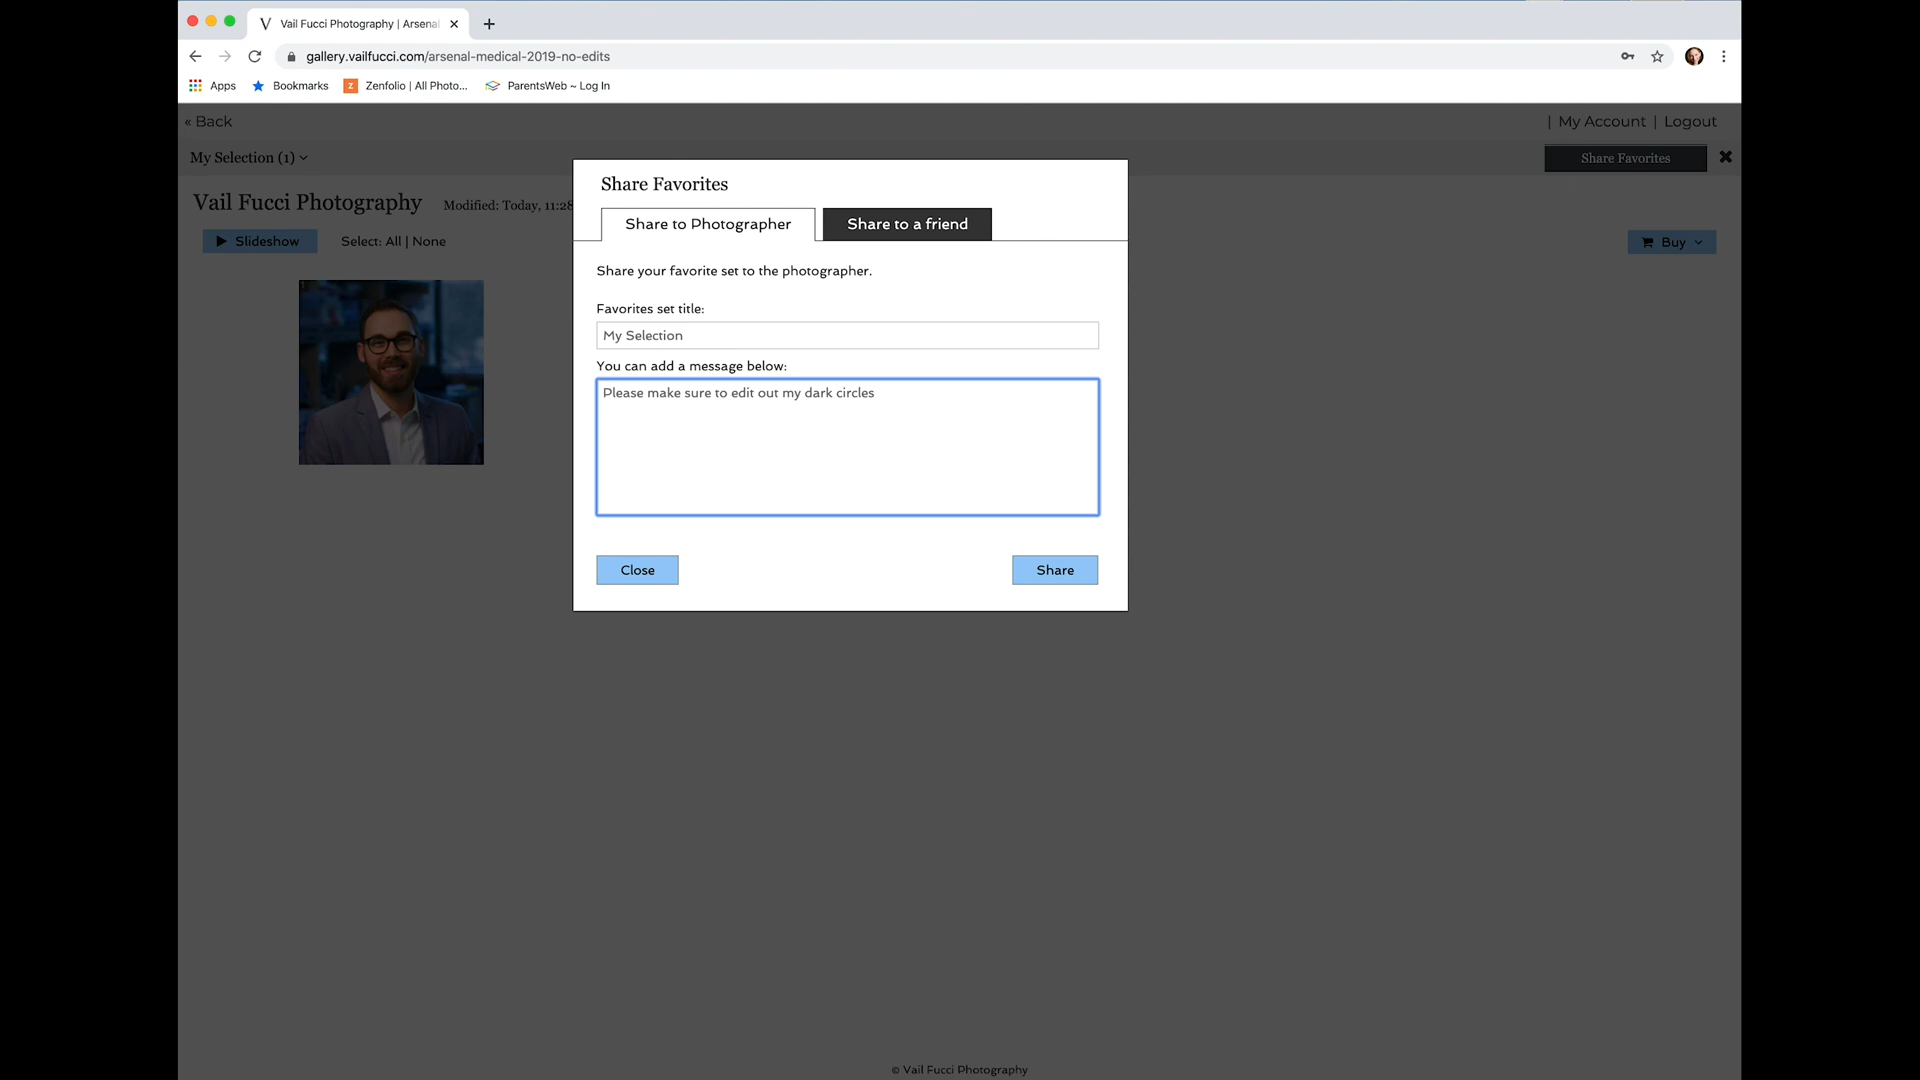 Vail Fucci Photography | Arsenal
gallery.vailfucci.com/arsenal-medical-2019-no-edits
Apps Bookmarks Zenfolio | All Photo... ParentsWeb ~ Log In
« Back | My Account | Logout
My Selection (1) Share Favorites
Vail Fucci Photography Modified: Today, 11:28
Slideshow Select: All | None Buy
Share Favorites
Share to Photographer Share to a friend
Share your favorite set to the photographer.
Favorites set title:
My Selection
You can add a message below:
Please make sure to edit out my dark circles
Close Share
© Vail Fucci Photography